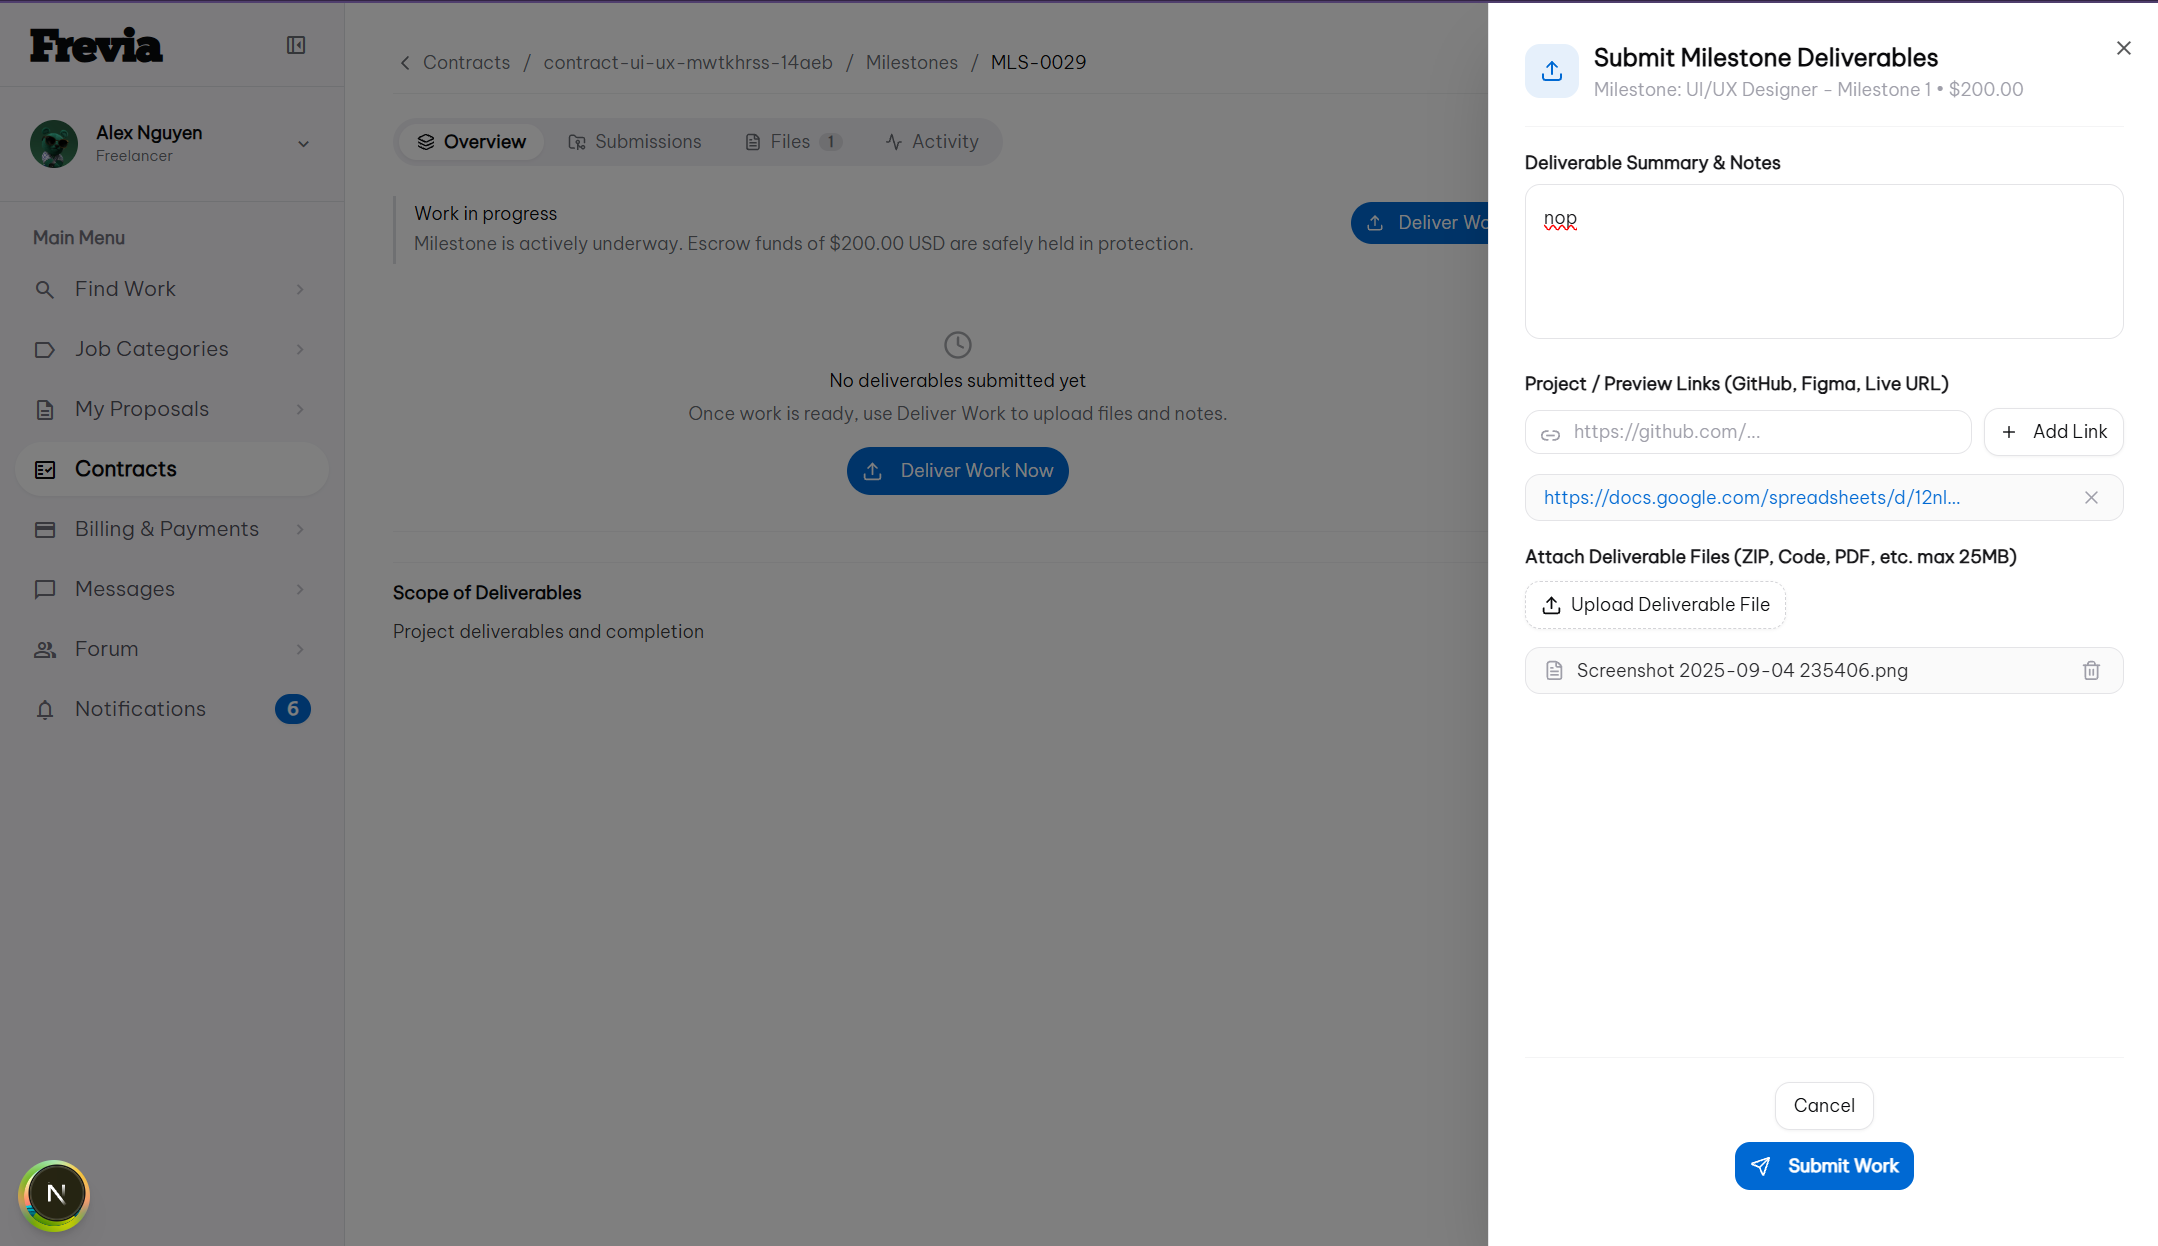 Frevia
Alex Nguyen
Freelancer
Main Menu
Find Work
Job Categories
My Proposals
Contracts
Billing & Payments
Messages
Forum
Notifications 6
N
Contracts / contract-ui-ux-mwtkhrss-14aeb / Milestones / MLS-0029
Overview Submissions Files 1 Activity
Work in progress
Milestone is actively underway. Escrow funds of $200.00 USD are safely held in protection.
Deliver Wo
No deliverables submitted yet
Once work is ready, use Deliver Work to upload files and notes.
Deliver Work Now
Scope of Deliverables
Project deliverables and completion
Submit Milestone Deliverables
Milestone: UI/UX Designer - Milestone 1 • $200.00
Deliverable Summary & Notes
nop
Project / Preview Links (GitHub, Figma, Live URL)
https://github.com/...
+ Add Link
https://docs.google.com/spreadsheets/d/12nl...
Attach Deliverable Files (ZIP, Code, PDF, etc. max 25MB)
Upload Deliverable File
Screenshot 2025-09-04 235406.png
Cancel
Submit Work